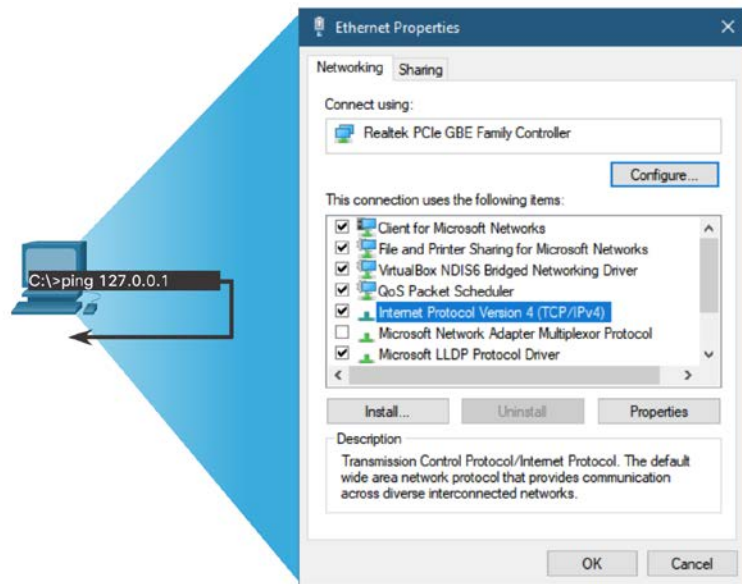 Ethernet Properties
Networking
Sharing
Connect using:
Realtek PCIe GBE Family Controller
Configure...
This connection uses the following items:
Client for Microsoft Networks
File and Printer Sharing for Microsoft Networks
VirtualBox NDIS6 Bridged Networking Driver
QoS Packet Scheduler
C:\>ping 127.0.0.1
Internet Protocol Version 4 (TCP/IPv4)
Microsoft Network Adapter Multiplexor Protocol
Microsoft LLDP Protocol Driver
Install...
Uninstall
Properties
Description
Transmission Control Protocol/Internet Protocol. The default
wide area network protocol that provides communication
across diverse interconnected networks.
OK
Cancel